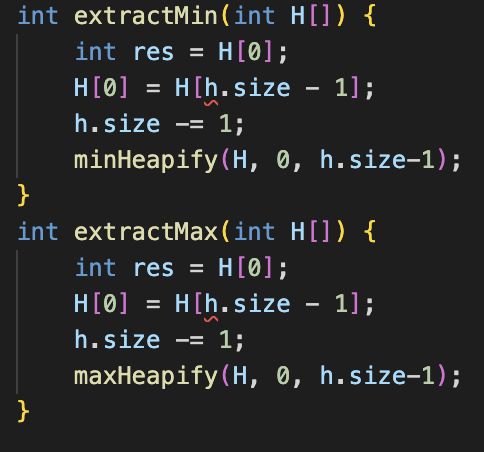 int extractMin(int H[]) {
    int res = H[0];
    H[0] = H[h.size - 1];
    h.size -= 1;
    minHeapify(H, 0, h.size-1);
}
int extractMax(int H[]) {
    int res = H[0];
    H[0] = H[h.size - 1];
    h.size -= 1;
    maxHeapify(H, 0, h.size-1);
}